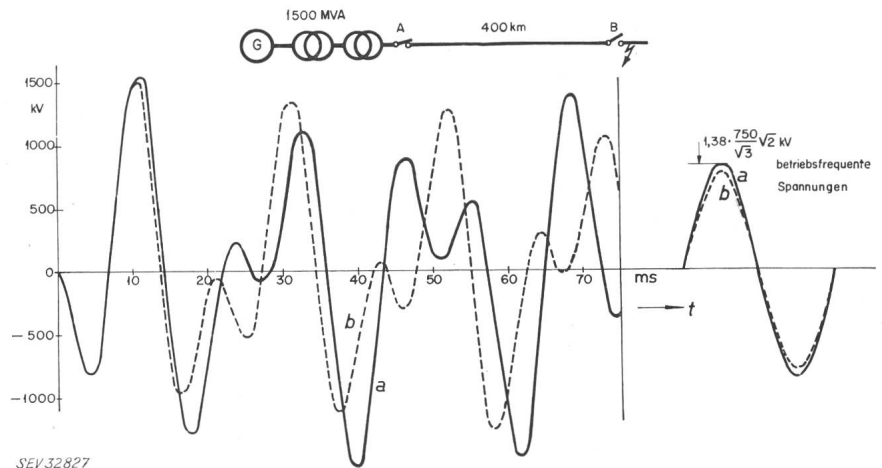 1500 MVA
G
A
400 km
B
1500
kV
1000
500
0
-500
-1000
10
20
30
40
50
60
70
ms
t
b
a
1,38 · 750/√3 √2 kV
betriebsfrequente
Spannungen
a
b
SEV 32827